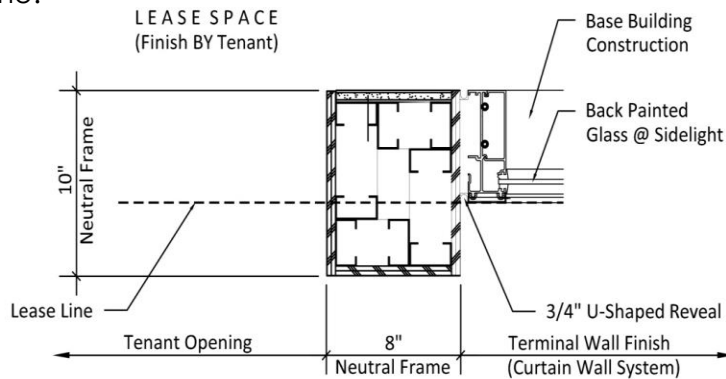 LEASE SPACE
(Finish BY Tenant)
Base Building
Construction
Back Painted
Glass @ Sidelight
10"
Neutral Frame
Lease Line
3/4" U-Shaped Reveal
Tenant Opening
8"
Neutral Frame
Terminal Wall Finish
(Curtain Wall System)